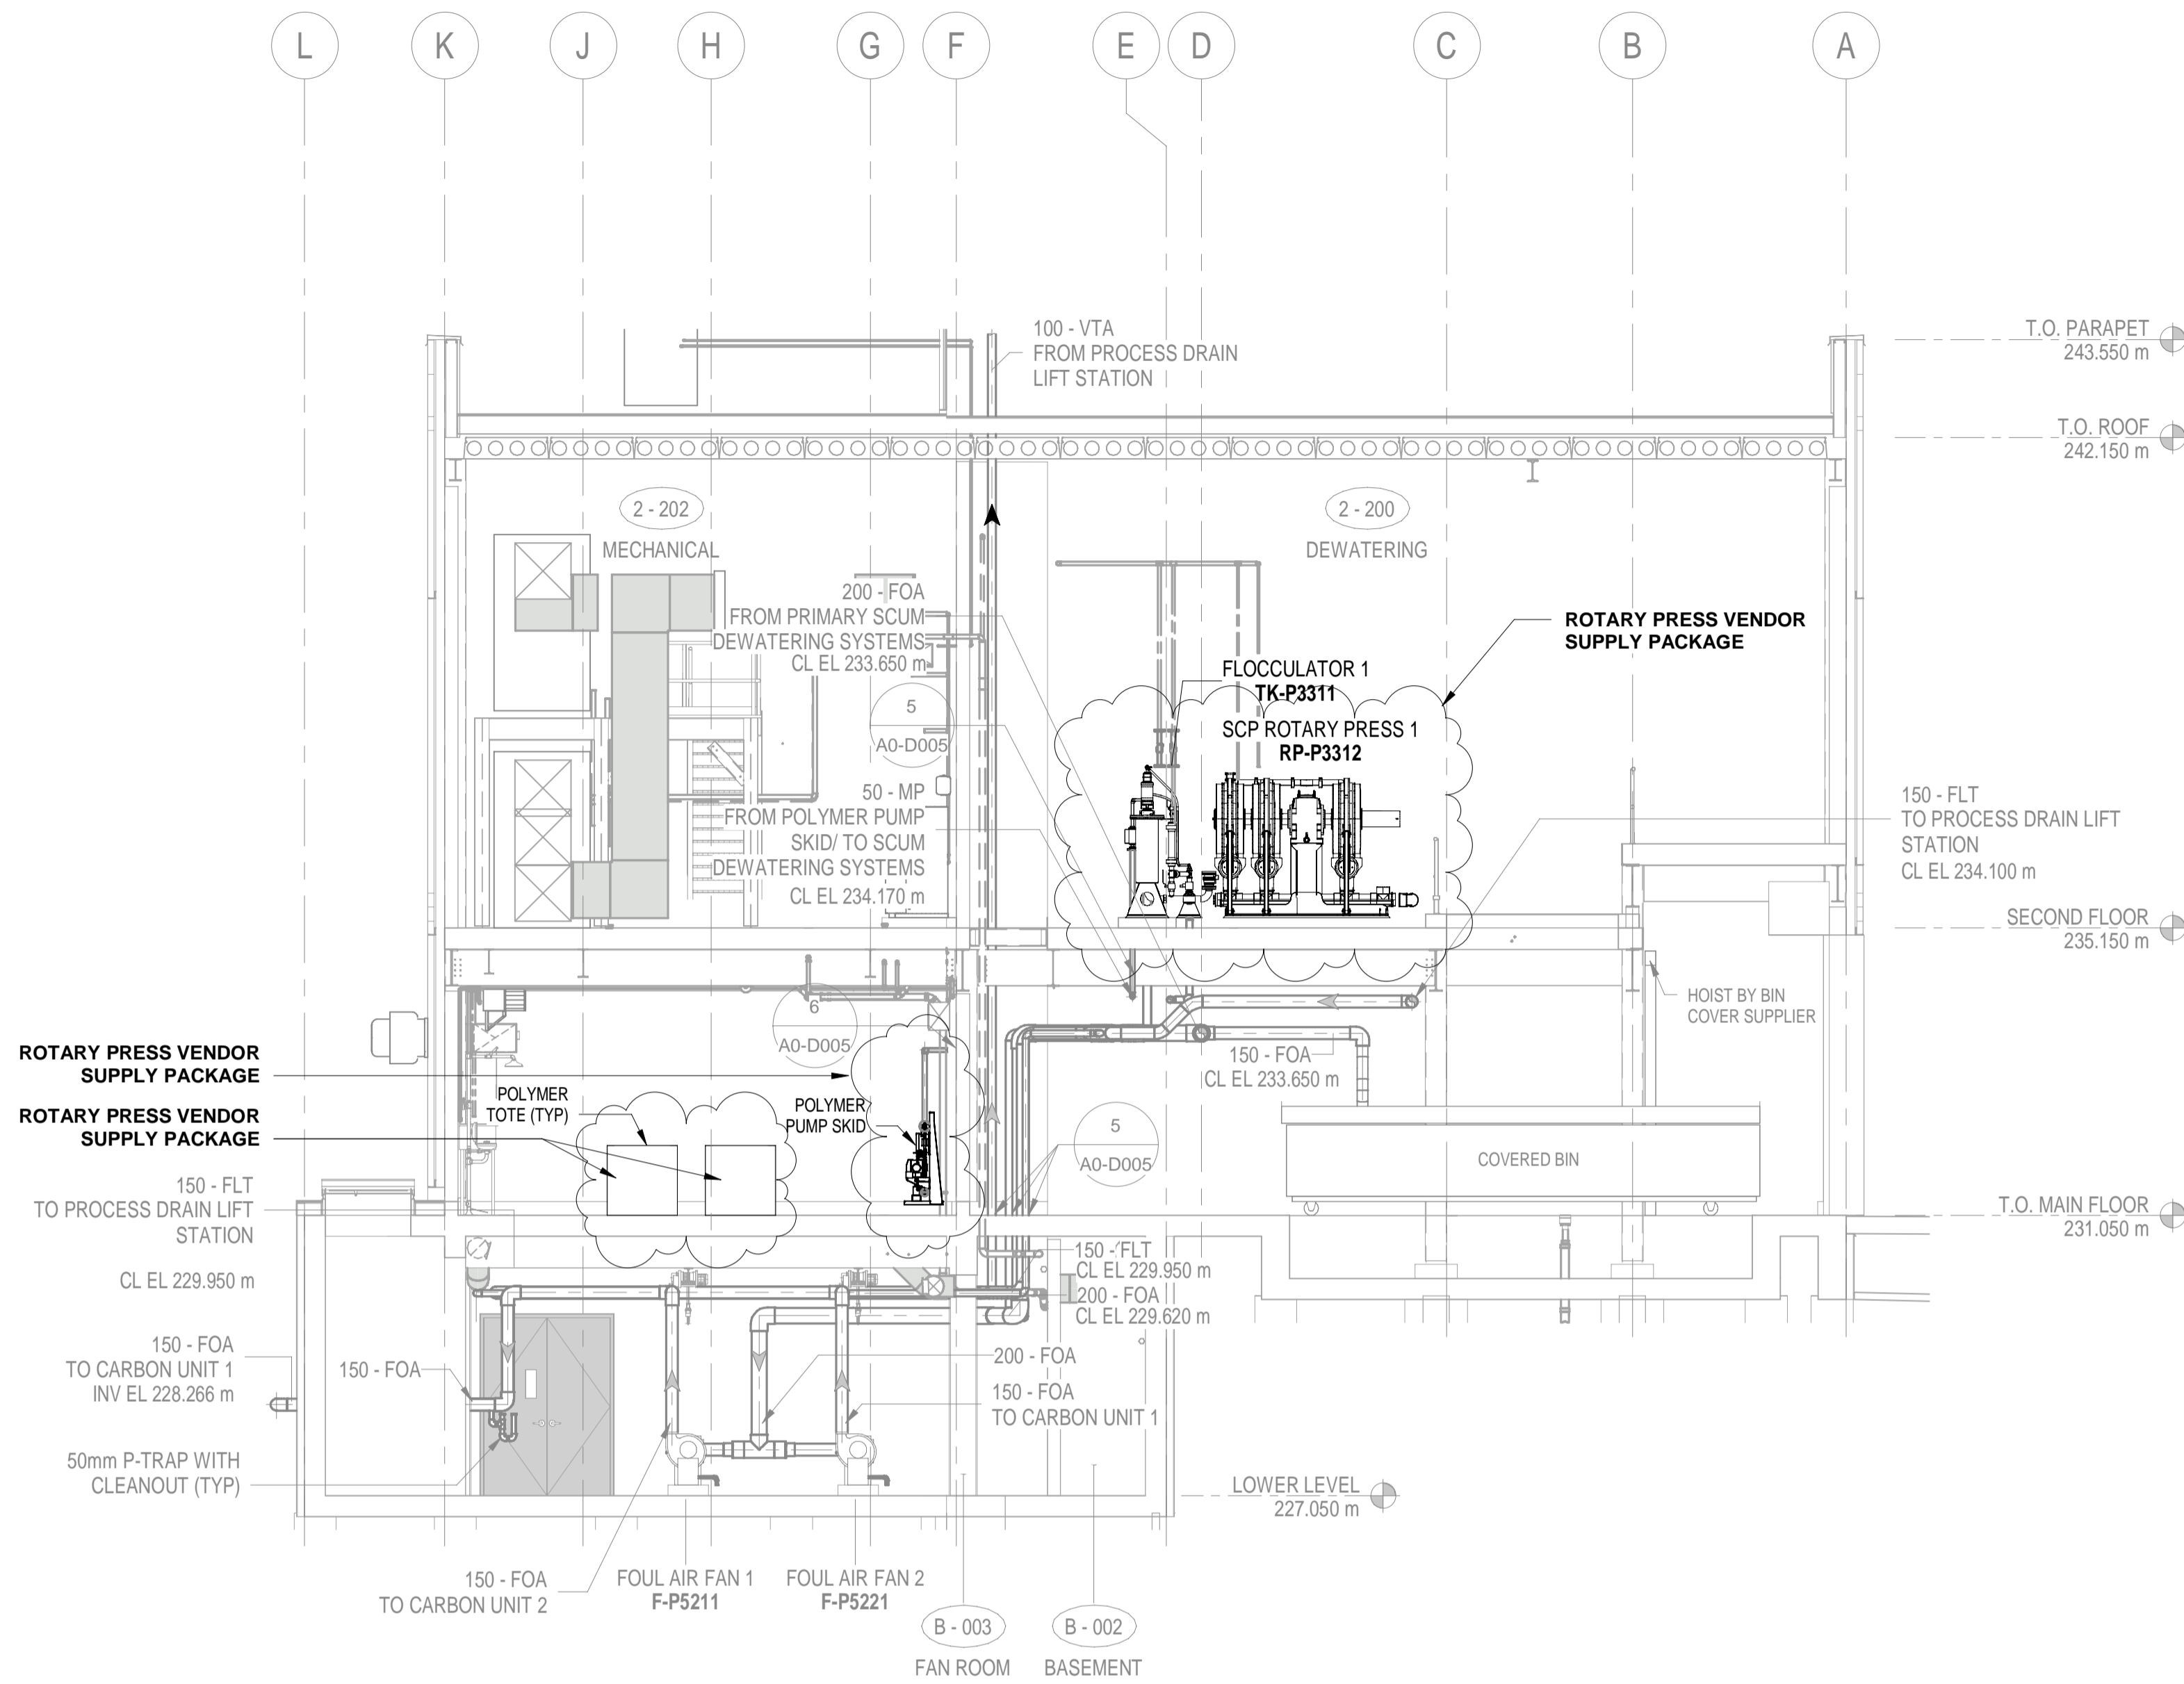 L
K
J
H
G
F
E
D
C
B
A
100 - VTA
FROM PROCESS DRAIN
LIFT STATION
T.O. PARAPET
243.550 m
T.O. ROOF
242.150 m
2 - 202
MECHANICAL
2 - 200
DEWATERING
200 - FOA
FROM PRIMARY SCUM
DEWATERING SYSTEMS
CL EL 233.650 m
5
A0-D005
50 - MP
FROM POLYMER PUMP
SKID/ TO SCUM
DEWATERING SYSTEMS
CL EL 234.170 m
ROTARY PRESS VENDOR
SUPPLY PACKAGE
FLOCCULATOR 1
TK-P3311
SCP ROTARY PRESS 1
RP-P3312
150 - FLT
TO PROCESS DRAIN LIFT
STATION
CL EL 234.100 m
SECOND FLOOR
235.150 m
HOIST BY BIN
COVER SUPPLIER
6
A0-D005
ROTARY PRESS VENDOR
SUPPLY PACKAGE
ROTARY PRESS VENDOR
SUPPLY PACKAGE
POLYMER
TOTE (TYP)
POLYMER
PUMP SKID
150 - FOA
CL EL 233.650 m
5
A0-D005
COVERED BIN
150 - FLT
TO PROCESS DRAIN LIFT
STATION
CL EL 229.950 m
T.O. MAIN FLOOR
231.050 m
150 - FLT
CL EL 229.950 m
200 - FOA
CL EL 229.620 m
150 - FOA
TO CARBON UNIT 1
INV EL 228.266 m
150 - FOA
200 - FOA
150 - FOA
TO CARBON UNIT 1
50mm P-TRAP WITH
CLEANOUT (TYP)
LOWER LEVEL
227.050 m
150 - FOA
TO CARBON UNIT 2
FOUL AIR FAN 1
F-P5211
FOUL AIR FAN 2
F-P5221
B - 003
FAN ROOM
B - 002
BASEMENT